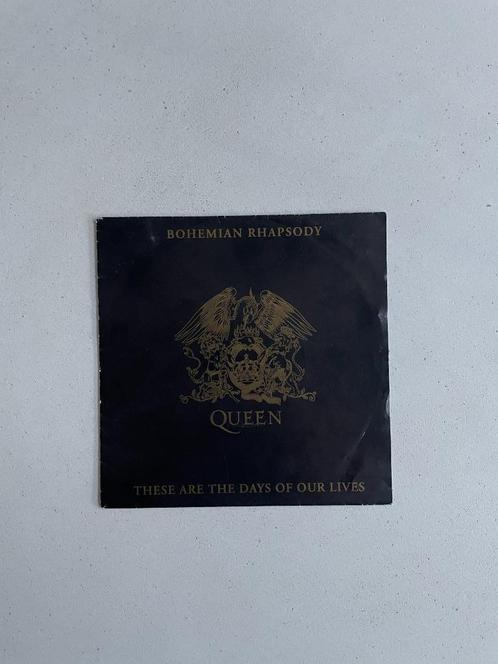 BOHEMIAN RHAPSODY
QUEEN
THESE ARE THE DAYS OF OUR LIVES